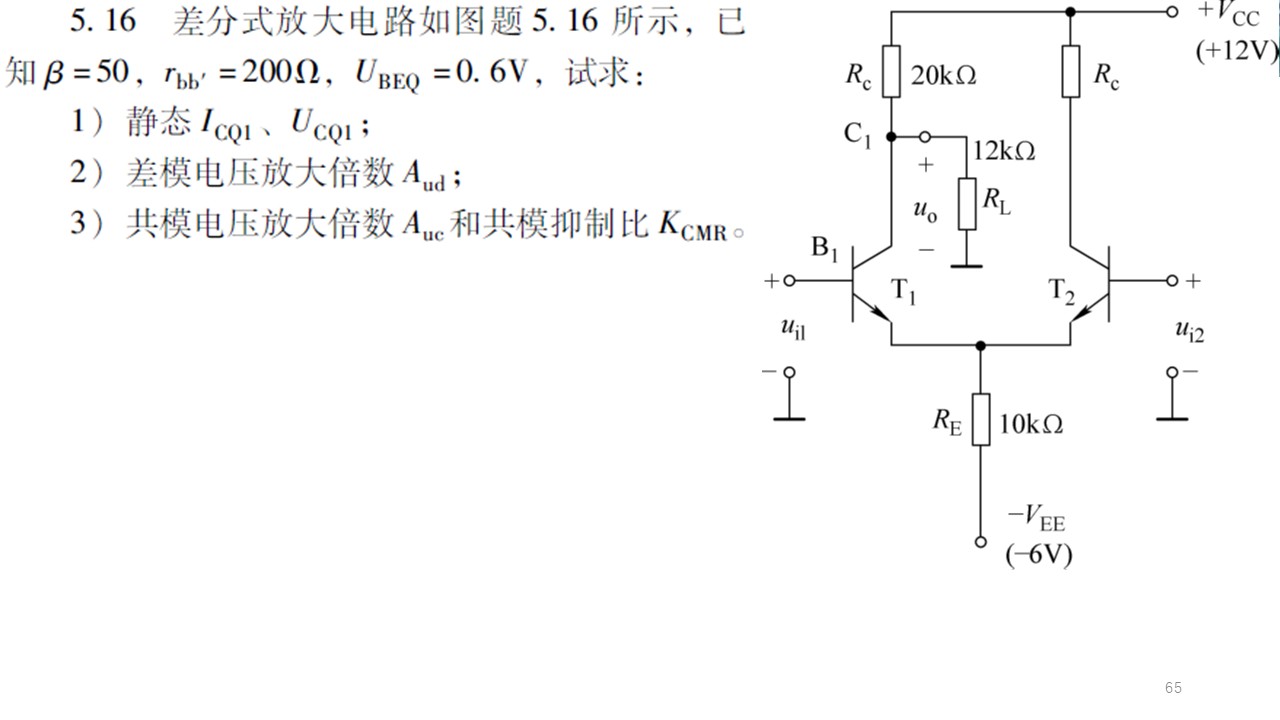 5.16 差分式放大电路如图题 5.16 所示，已
知 β = 50，r_bb′ = 200Ω，U_BEQ = 0.6V，试求：
1）静态 I_CQ1、U_CQ1；
2）差模电压放大倍数 A_ud；
3）共模电压放大倍数 A_uc 和共模抑制比 K_CMR。
+V_CC
(+12V)
R_c 20kΩ
R_c
C_1
12kΩ
+
u_o
R_L
−
B_1
+
T_1
T_2
+
u_i1
u_i2
−
−
R_E 10kΩ
−V_EE
(−6V)
65